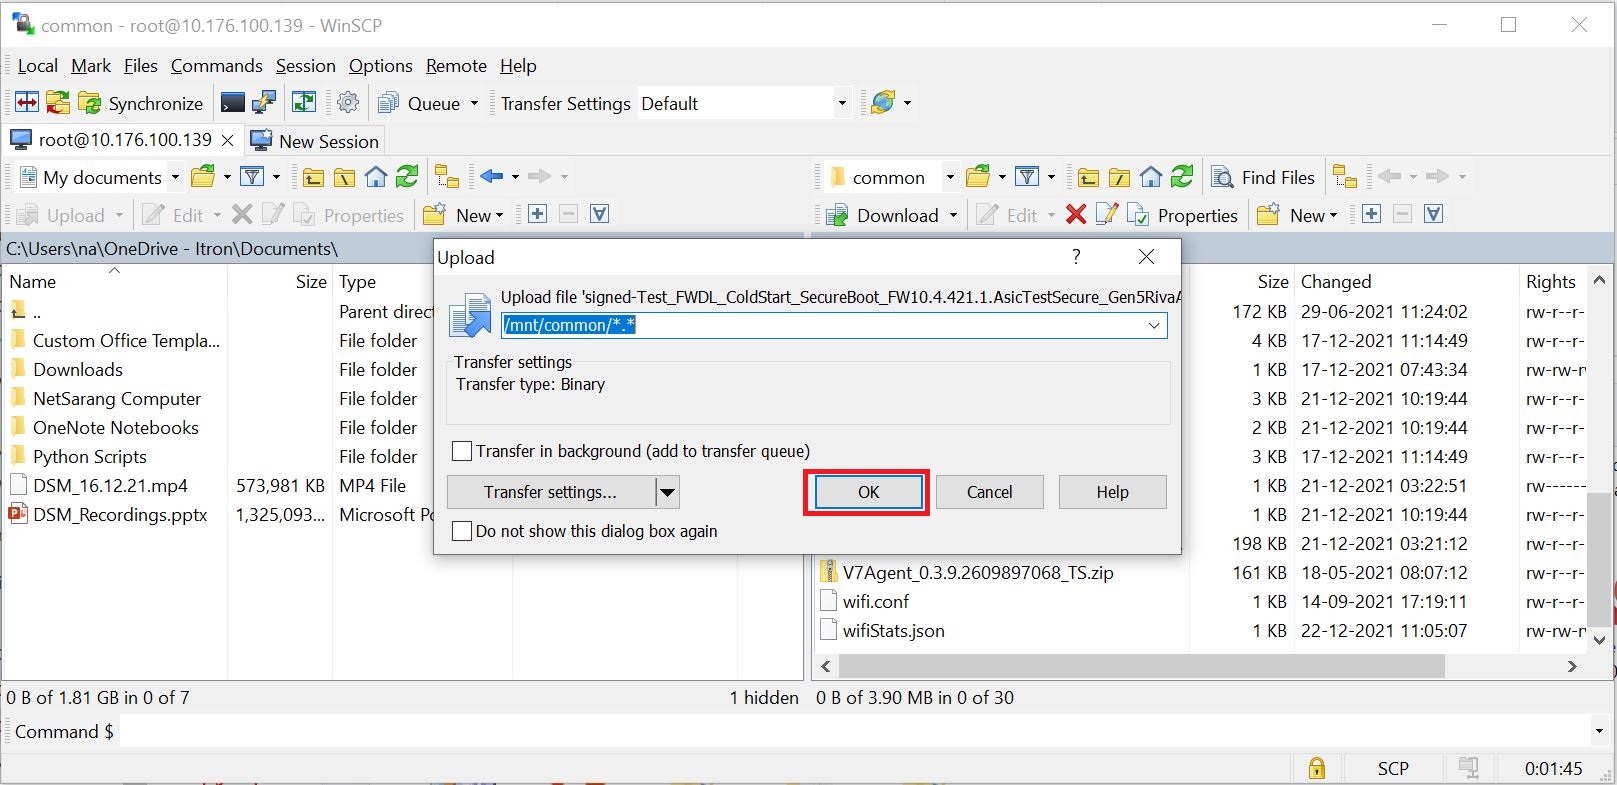 common - root@10.176.100.139 - WinSCP
Local Mark Files Commands Session Options Remote Help
Synchronize Queue Transfer Settings Default
root@10.176.100.139 New Session
My documents common Find Files
Upload Edit Properties New Download Edit Properties New
C:\Users\na\OneDrive - Itron\Documents\
Name Size Type
..
Parent direc
Custom Office Templa... File folder
Downloads File folder
NetSarang Computer File folder
OneNote Notebooks File folder
Python Scripts File folder
DSM_16.12.21.mp4 573,981 KB MP4 File
DSM_Recordings.pptx 1,325,093... Microsoft Po
Upload ?
Upload file 'signed-Test_FWDL_ColdStart_SecureBoot_FW10.4.421.1.AsicTestSecure_Gen5RivaA
/mnt/common/*.*
Transfer settings
Transfer type: Binary
Transfer in background (add to transfer queue)
Transfer settings... OK Cancel Help
Do not show this dialog box again
Size Changed Rights
172 KB 29-06-2021 11:24:02 rw-r--r-
4 KB 17-12-2021 11:14:49 rw-r--r-
1 KB 17-12-2021 07:43:34 rw-rw-rw
3 KB 21-12-2021 10:19:44 rw-r--r-
2 KB 21-12-2021 10:19:44 rw-r--r-
3 KB 17-12-2021 11:14:49 rw-r--r-
1 KB 21-12-2021 03:22:51 rw------
1 KB 21-12-2021 10:19:44 rw-r--r-
198 KB 21-12-2021 03:21:12 rw-r--r-
V7Agent_0.3.9.2609897068_TS.zip 161 KB 18-05-2021 08:07:12 rw-r--r-
wifi.conf 1 KB 14-09-2021 17:19:11 rw-r--r-
wifiStats.json 1 KB 22-12-2021 11:05:07 rw-rw-rw
0 B of 1.81 GB in 0 of 7 1 hidden 0 B of 3.90 MB in 0 of 30
Command $
SCP 0:01:45